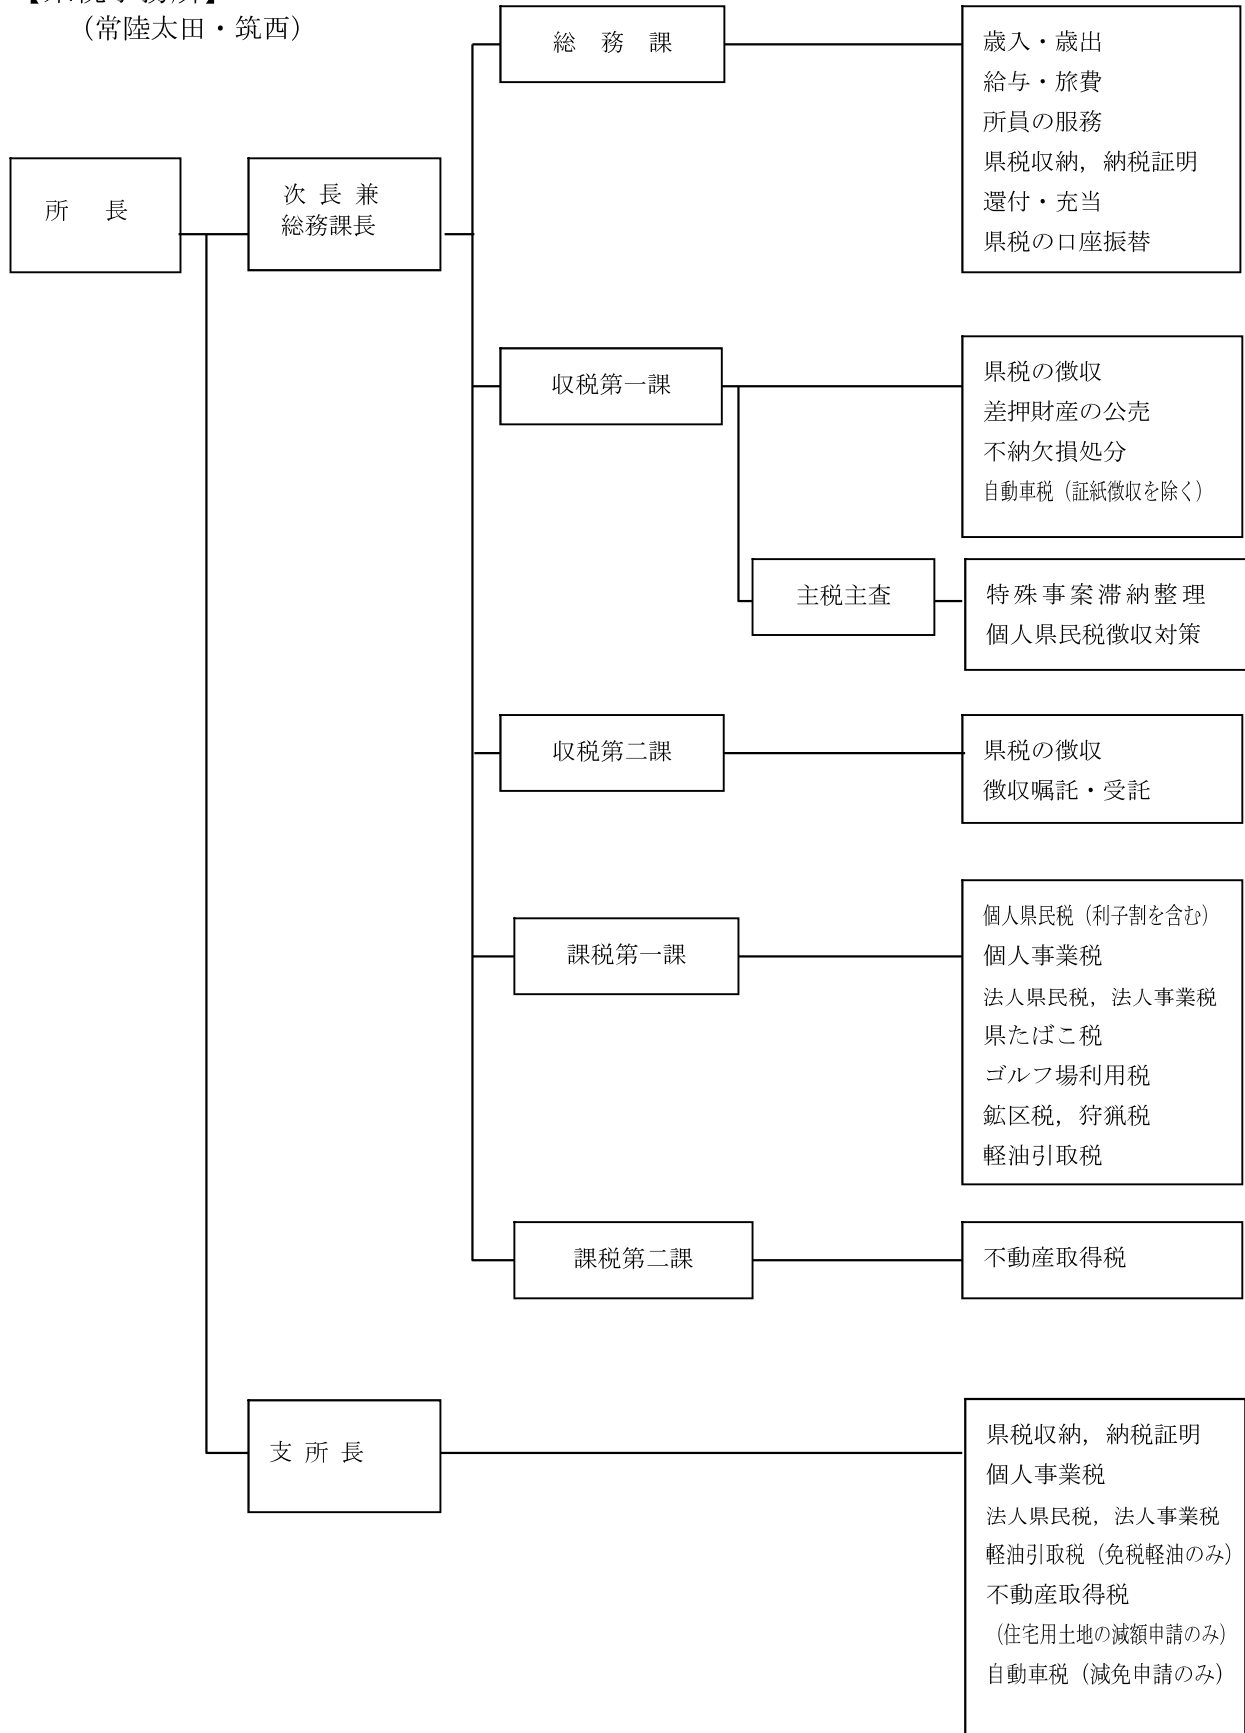 (常陸太田・筑西)
総務課
歳入・歳出
給与・旅費
所員の服務
県税収納，納税証明
還付・充当
県税の口座振替
所長
次長兼
総務課長
収税第一課
県税の徴収
差押財産の公売
不納欠損処分
自動車税（証紙徴収を除く）
主税主査
特殊事案滞納整理
個人県民税徴収対策
収税第二課
県税の徴収
徴収嘱託・受託
課税第一課
個人県民税（利子割を含む）
個人事業税
法人県民税，法人事業税
県たばこ税
ゴルフ場利用税
鉱区税，狩猟税
軽油引取税
課税第二課
不動産取得税
支所長
県税収納，納税証明
個人事業税
法人県民税，法人事業税
軽油引取税（免税軽油のみ）
不動産取得税
（住宅用土地の減額申請のみ）
自動車税（減免申請のみ）